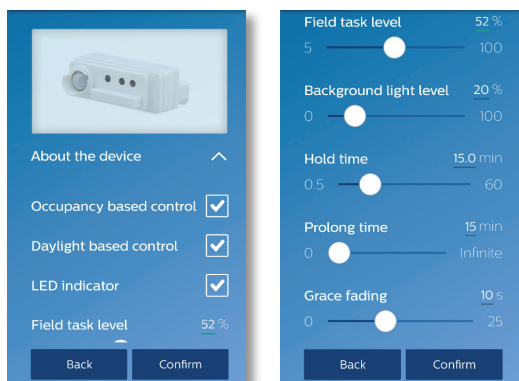 About the device
Occupancy based control
Daylight based control
LED indicator
Field task level 52 %
Back Confirm
Field task level 52 %
5 100
Background light level 20 %
0 100
Hold time 15.0 min
0.5 60
Prolong time 15 min
0 Infinite
Grace fading 10 s
0 25
Back Confirm